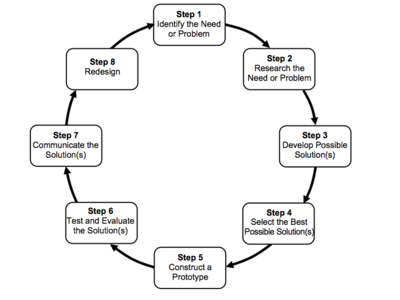 Step 1
Identify the Need
or Problem
Step 2
Research the
Need or Problem
Step 3
Develop Possible
Solution(s)
Step 4
Select the Best
Possible Solution(s)
Step 5
Construct a
Prototype
Step 6
Test and Evaluate
the Solution(s)
Step 7
Communicate the
Solution(s)
Step 8
Redesign